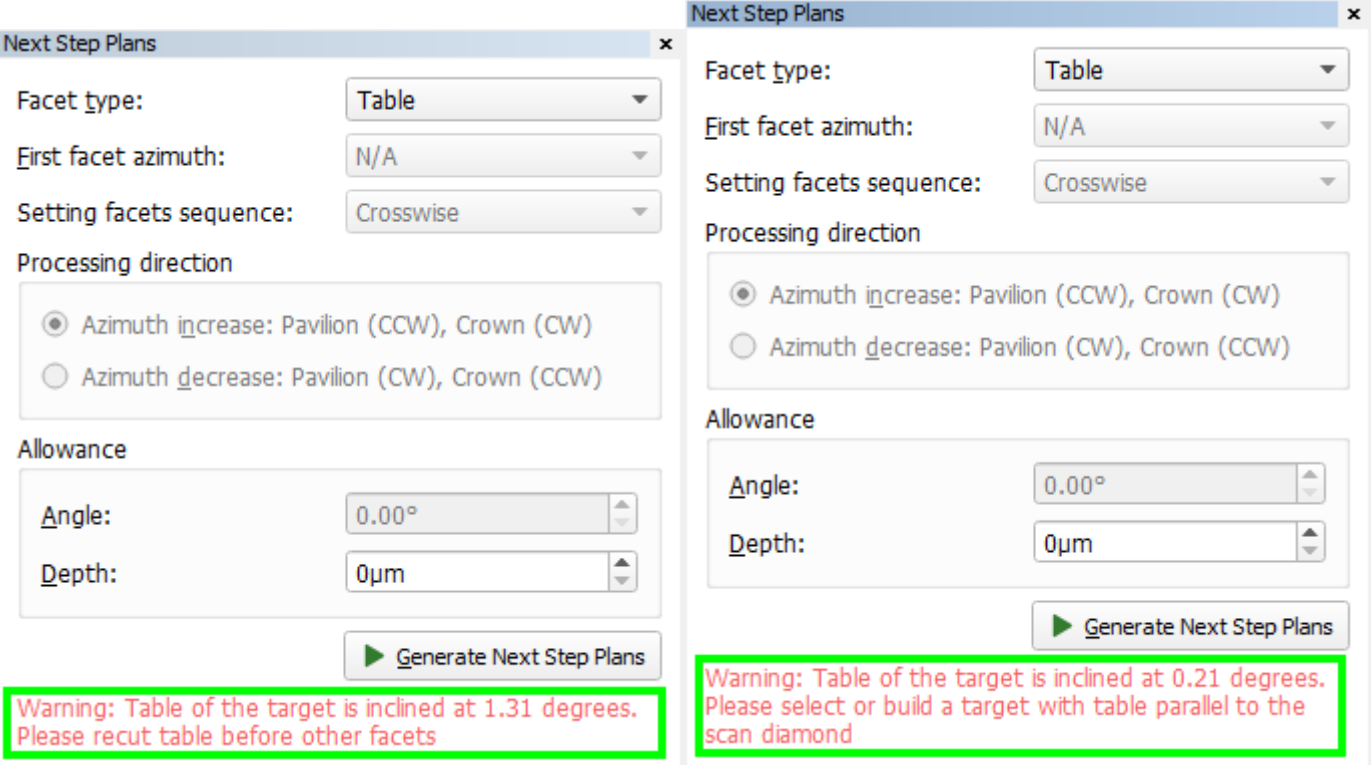 Next Step Plans
Facet type: Table
First facet azimuth: N/A
Setting facets sequence: Crosswise
Processing direction
Azimuth increase: Pavilion (CCW), Crown (CW)
Azimuth decrease: Pavilion (CW), Crown (CCW)
Allowance
Angle: 0.00°
Depth: 0µm
Generate Next Step Plans
Warning: Table of the target is inclined at 1.31 degrees.
Please recut table before other facets
Next Step Plans
Facet type: Table
First facet azimuth: N/A
Setting facets sequence: Crosswise
Processing direction
Azimuth increase: Pavilion (CCW), Crown (CW)
Azimuth decrease: Pavilion (CW), Crown (CCW)
Allowance
Angle: 0.00°
Depth: 0µm
Generate Next Step Plans
Warning: Table of the target is inclined at 0.21 degrees.
Please select or build a target with table parallel to the
scan diamond